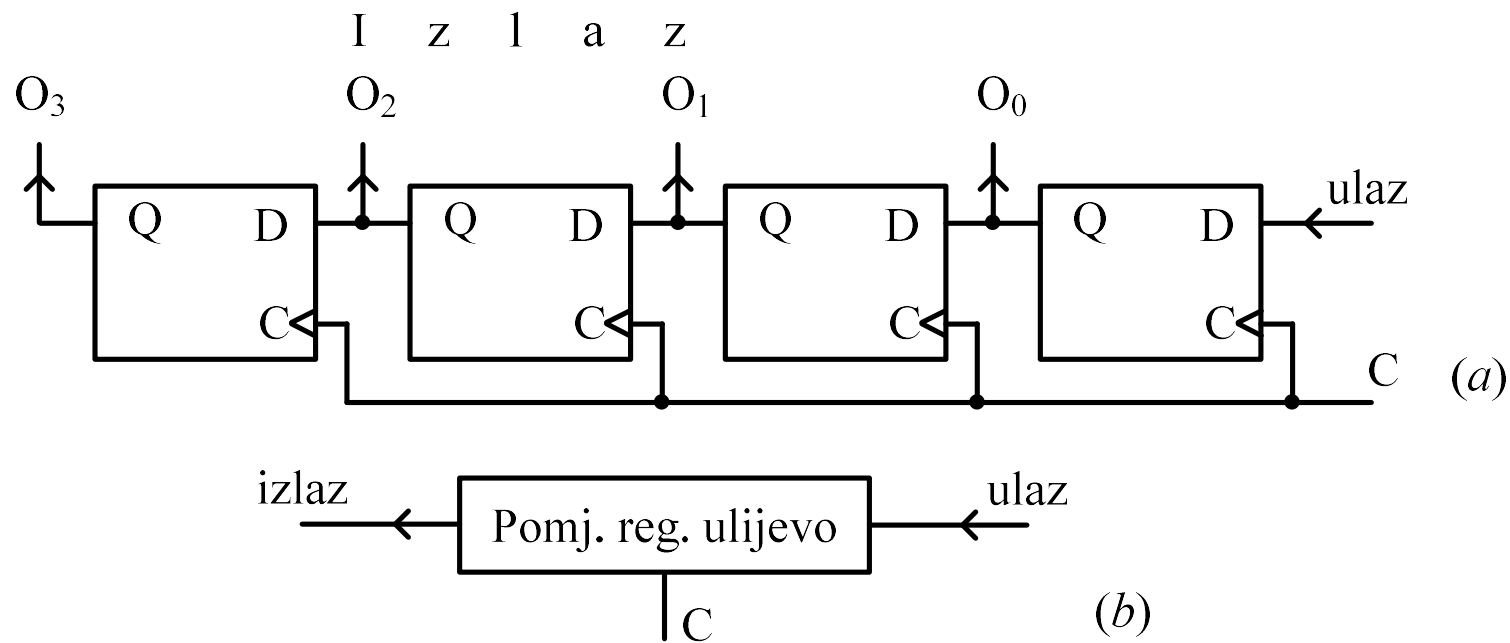 I z l a z
O₃ O₂ O₁ O₀
ulaz
Q D Q D Q D Q D
C C C C
C (a)
izlaz ulaz
Pomj. reg. ulijevo
C (b)